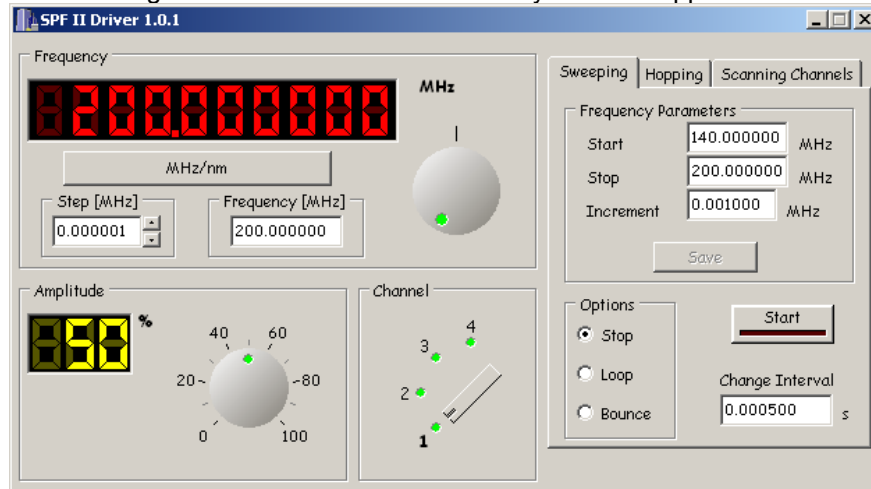 SPF II Driver 1.0.1
Frequency
200.000000
MHz
MHz/nm
Step [MHz]
0.000001
Frequency [MHz]
200.000000
Amplitude
50
%
0
20
40
60
80
100
Channel
1
2
3
4
Sweeping
Hopping
Scanning Channels
Frequency Parameters
Start 140.000000 MHz
Stop 200.000000 MHz
Increment 0.001000 MHz
Save
Options
Stop
Loop
Bounce
Start
Change Interval
0.000500 s